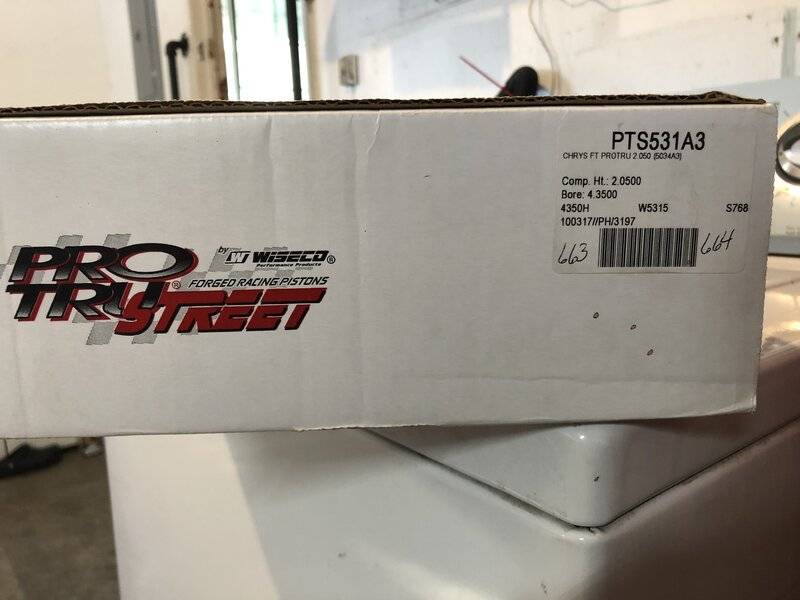 PRO TRU® STREET
by W WISECO®
Performance Products
FORGED RACING PISTONS
PTS531A3
CHRYS FT PROTRU 2.050 (5034A3)
Comp. Ht.: 2.0500
Bore: 4.3500
4350H W5315 S768
100317//PH/3197
663 664